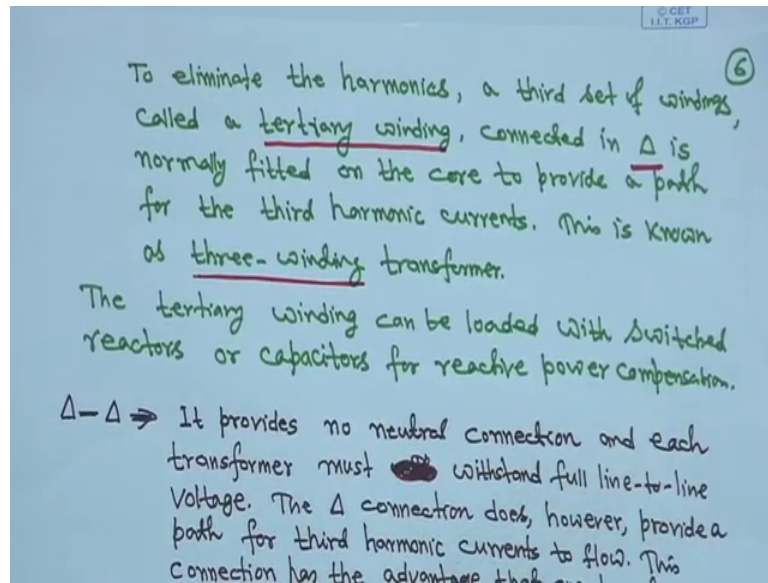 © CET
I.I.T. KGP
6
To eliminate the harmonics, a third set of windings,
called a tertiary winding, connected in Δ is
normally fitted on the core to provide a path
for the third harmonic currents. This is known
as three-winding transformer.
The tertiary winding can be loaded with switched
reactors or capacitors for reactive power compensation.
Δ-Δ ⇒ It provides no neutral connection and each
transformer must withstand full line-to-line
voltage. The Δ connection does, however, provide a
path for third harmonic currents to flow. This
connection has the advantage that